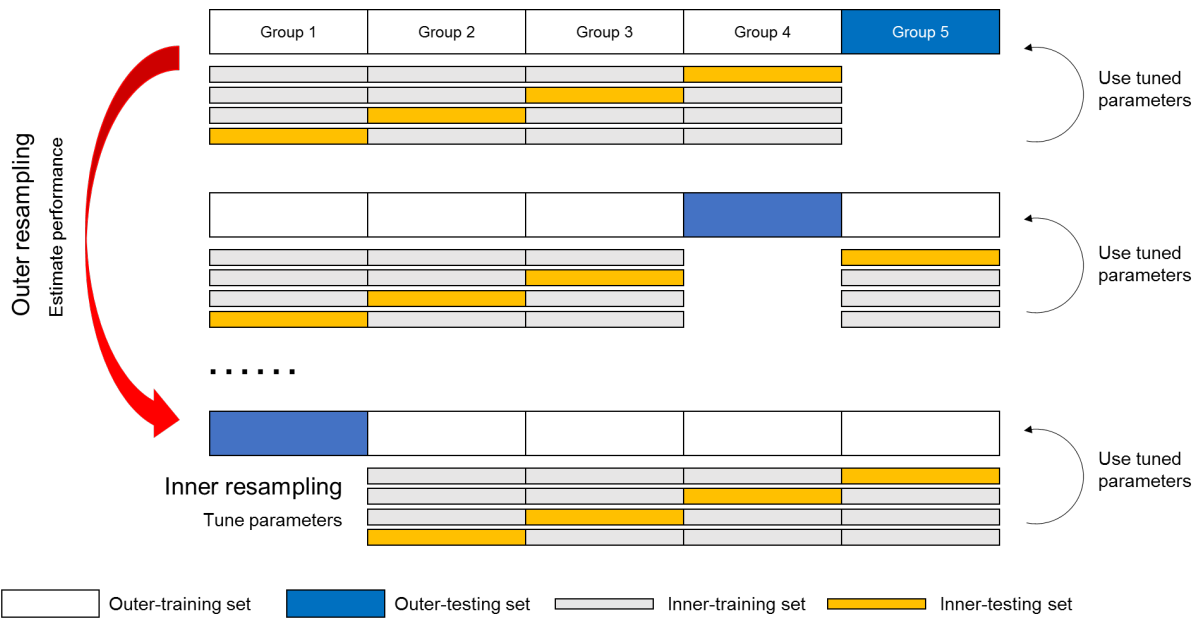 Group 1
Group 2
Group 3
Group 4
Group 5
Use tuned
parameters
Outer resampling
Estimate performance
Use tuned
parameters
......
Use tuned
parameters
Inner resampling
Tune parameters
Outer-training set
Outer-testing set
Inner-training set
Inner-testing set